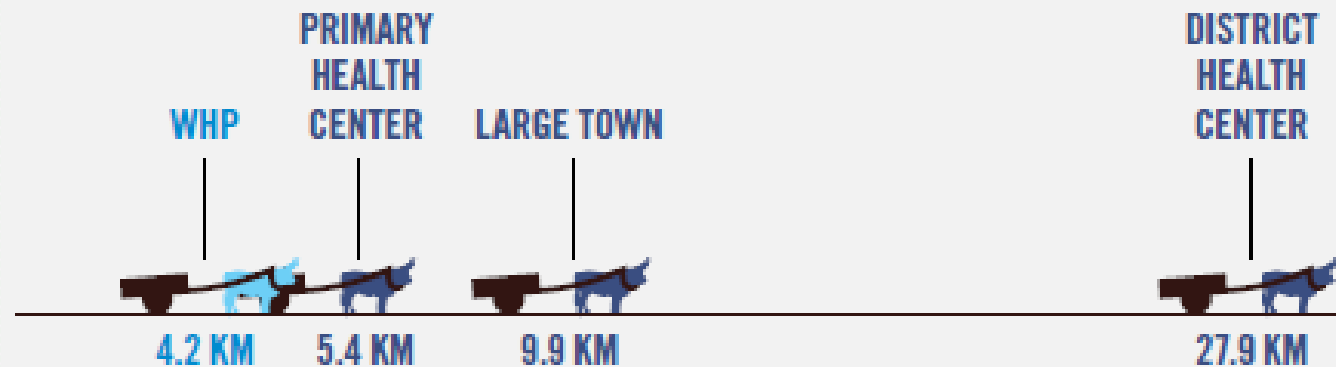 WHP
PRIMARY
HEALTH
CENTER
LARGE TOWN
DISTRICT
HEALTH
CENTER
4.2 KM
5.4 KM
9.9 KM
27.9 KM